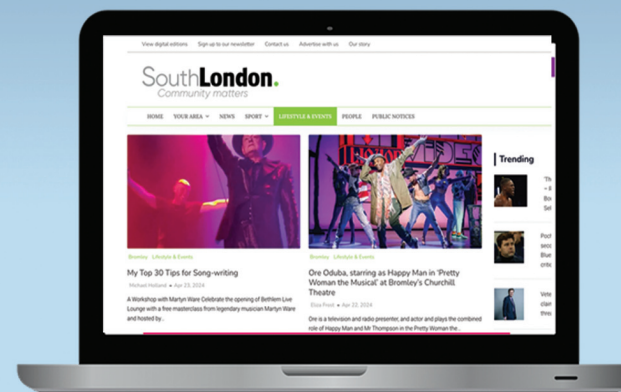 View digital editions Sign up to our newsletter Contact us Advertise with us Our story
SouthLondon.
Community matters
HOME YOUR AREA NEWS SPORT LIFESTYLE & EVENTS PEOPLE PUBLIC NOTICES
Trending
Bromley Lifestyle & Events
My Top 30 Tips for Song-writing
Michael Holland • Apr 23, 2024
A Workshop with Martyn Ware Celebrate the opening of Bethlem Live
Lounge with a free masterclass from legendary musician Martyn Ware
and hosted by..
Bromley Lifestyle & Events
Ore Oduba, starring as Happy Man in 'Pretty
Woman the Musical' at Bromley's Churchill
Theatre
Eliza Frost • Apr 22, 2024
Ore is a television and radio presenter, and actor and plays the combined
role of Happy Man and Mr Thompson in the Pretty Woman the..